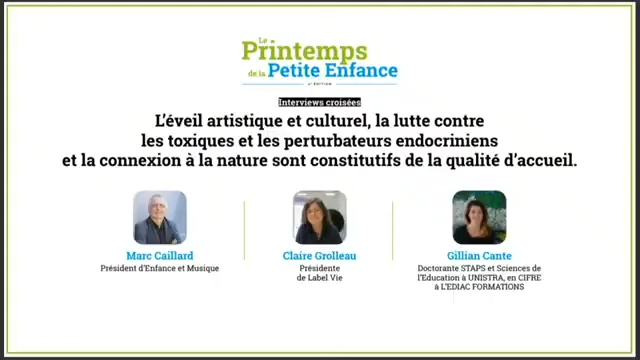 Le
Printemps
de la Petite Enfance
Interviews croisées
L'éveil artistique et culturel, la lutte contre
les toxiques et les perturbateurs endocriniens
et la connexion à la nature sont constitutifs de la qualité d'accueil.
Marc Caillard
Président d'Enfance et Musique
Claire Grolleau
Présidente
de Label Vie
Gillian Cante
Doctorante STAPS et Sciences de
l'Education à UNISTRA, en CIFRE
à L'EDIAC FORMATIONS